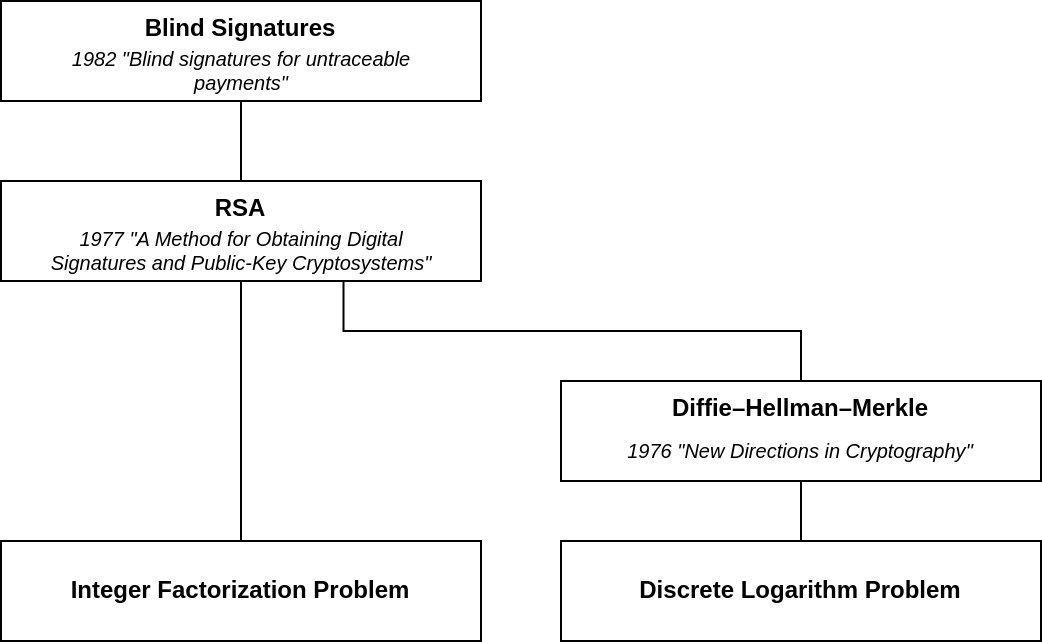 Blind Signatures
1982 "Blind signatures for untraceable
payments"
RSA
1977 "A Method for Obtaining Digital
Signatures and Public-Key Cryptosystems"
Diffie–Hellman–Merkle
1976 "New Directions in Cryptography"
Integer Factorization Problem
Discrete Logarithm Problem